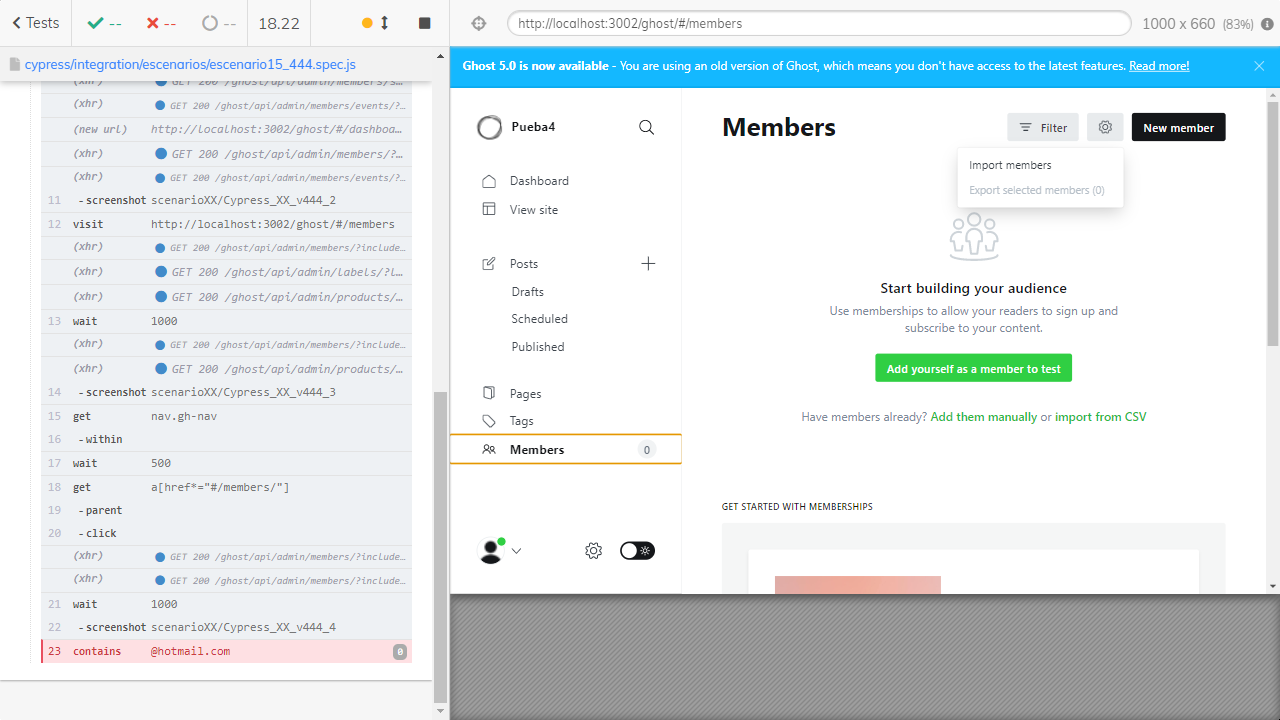 Tests
--
--
--
18.22
http://localhost:3002/ghost/#/members
1000 x 660 (83%)
cypress/integration/escenarios/escenario15_444.spec.js
(xhr) GET 200 /ghost/api/admin/members/s…
(xhr) GET 200 /ghost/api/admin/members/events/?…
(new url) http://localhost:3002/ghost/#/dashboa…
(xhr) GET 200 /ghost/api/admin/members/?…
(xhr) GET 200 /ghost/api/admin/members/events/?…
11 -screenshot scenarioXX/Cypress_XX_v444_2
12 visit http://localhost:3002/ghost/#/members
(xhr) GET 200 /ghost/api/admin/members/?include…
(xhr) GET 200 /ghost/api/admin/labels/?l…
(xhr) GET 200 /ghost/api/admin/products/…
13 wait 1000
(xhr) GET 200 /ghost/api/admin/members/?include…
(xhr) GET 200 /ghost/api/admin/products/…
14 -screenshot scenarioXX/Cypress_XX_v444_3
15 get nav.gh-nav
16 -within
17 wait 500
18 get a[href*="#/members/"]
19 -parent
20 -click
(xhr) GET 200 /ghost/api/admin/members/?include…
(xhr) GET 200 /ghost/api/admin/members/?include…
21 wait 1000
22 -screenshot scenarioXX/Cypress_XX_v444_4
23 contains @hotmail.com 0
Ghost 5.0 is now available - You are using an old version of Ghost, which means you don't have access to the latest features. Read more!
Pueba4
Dashboard
View site
Posts
Drafts
Scheduled
Published
Pages
Tags
Members 0
Members
Filter
New member
Import members
Export selected members (0)
Start building your audience
Use memberships to allow your readers to sign up and
subscribe to your content.
Add yourself as a member to test
Have members already? Add them manually or import from CSV
GET STARTED WITH MEMBERSHIPS